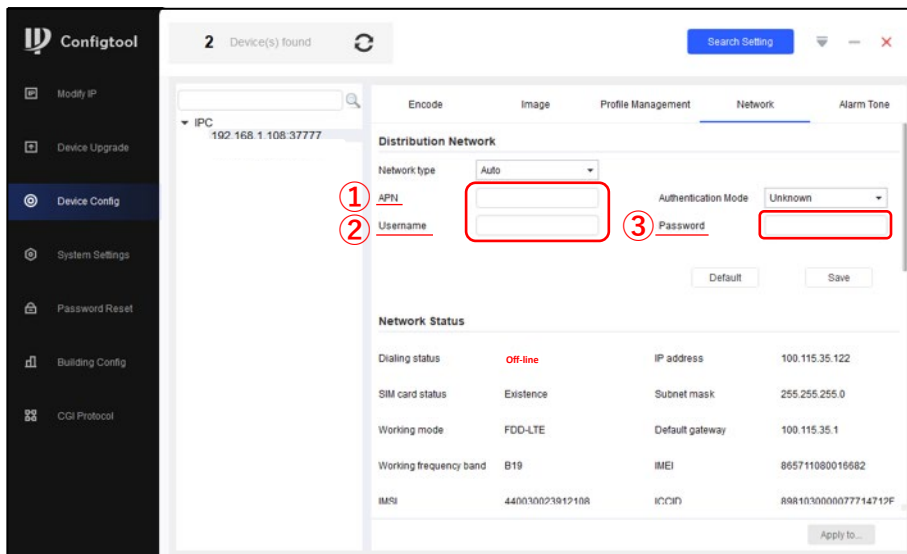 Configtool
2 Device(s) found
Search Setting
Modify IP
Device Upgrade
Device Config
System Settings
Password Reset
Building Config
CGI Protocol
IPC
192.168.1.108:37777
Encode Image Profile Management Network Alarm Tone
Distribution Network
Network type Auto
① APN Authentication Mode Unknown
② Username ③ Password
Default Save
Network Status
Dialing status Off-line IP address 100.115.35.122
SIM card status Existence Subnet mask 255.255.255.0
Working mode FDD-LTE Default gateway 100.115.35.1
Working frequency band B19 IMEI 865711080016682
IMSI 440030023912108 ICCID 8981030000077714712F
Apply to...